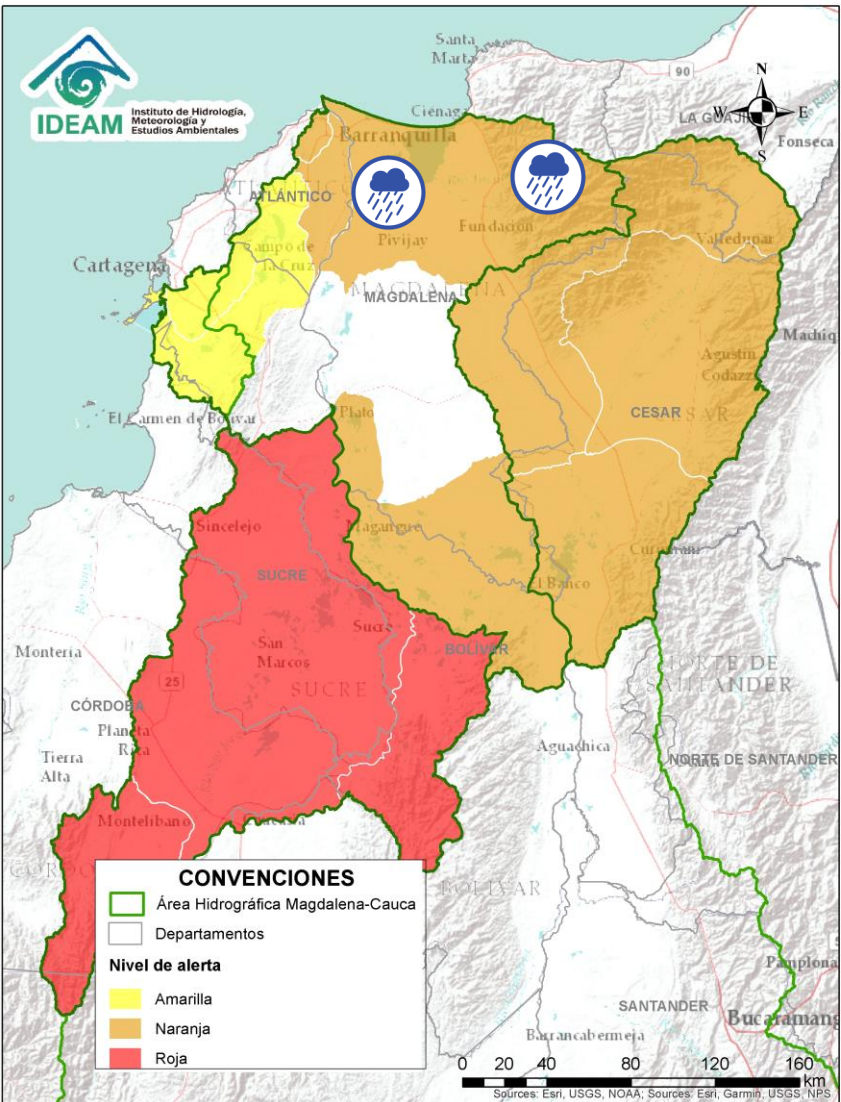 IDEAM
Instituto de Hidrología,
Meteorología y
Estudios Ambientales
Santa
Marta
90
N
W
E
S
LA GUAJIRA
Fonseca
Ciénaga
Barranquilla
ATLÁNTICO
Campo de
la Cruz
Pivijay
Fundación
Valledupar
Cartagena
MAGDALENA
MAGDALENA
Agustín
Codazzi
El Carmen de Bolívar
Plato
CESAR
CESAR
Sincelejo
Magangué
SUCRE
El Banco
Sucre
San
Marcos
BOLÍVAR
SUCRE
Montería
25
CÓRDOBA
Planeta
Rica
Tierra
Alta
Aguachica
NORTE DE
SANTANDER
NORTE DE SANTANDER
Montelíbano
BOLÍVAR
CONVENCIONES
Área Hidrográfica Magdalena-Cauca
Departamentos
Nivel de alerta
Amarilla
Naranja
Roja
Pamplona
SANTANDER
Bucaramang
Barrancabermeja
0 20 40 80 120 160
km
Sources: Esri, USGS, NOAA; Sources: Esri, Garmin, USGS, NPS